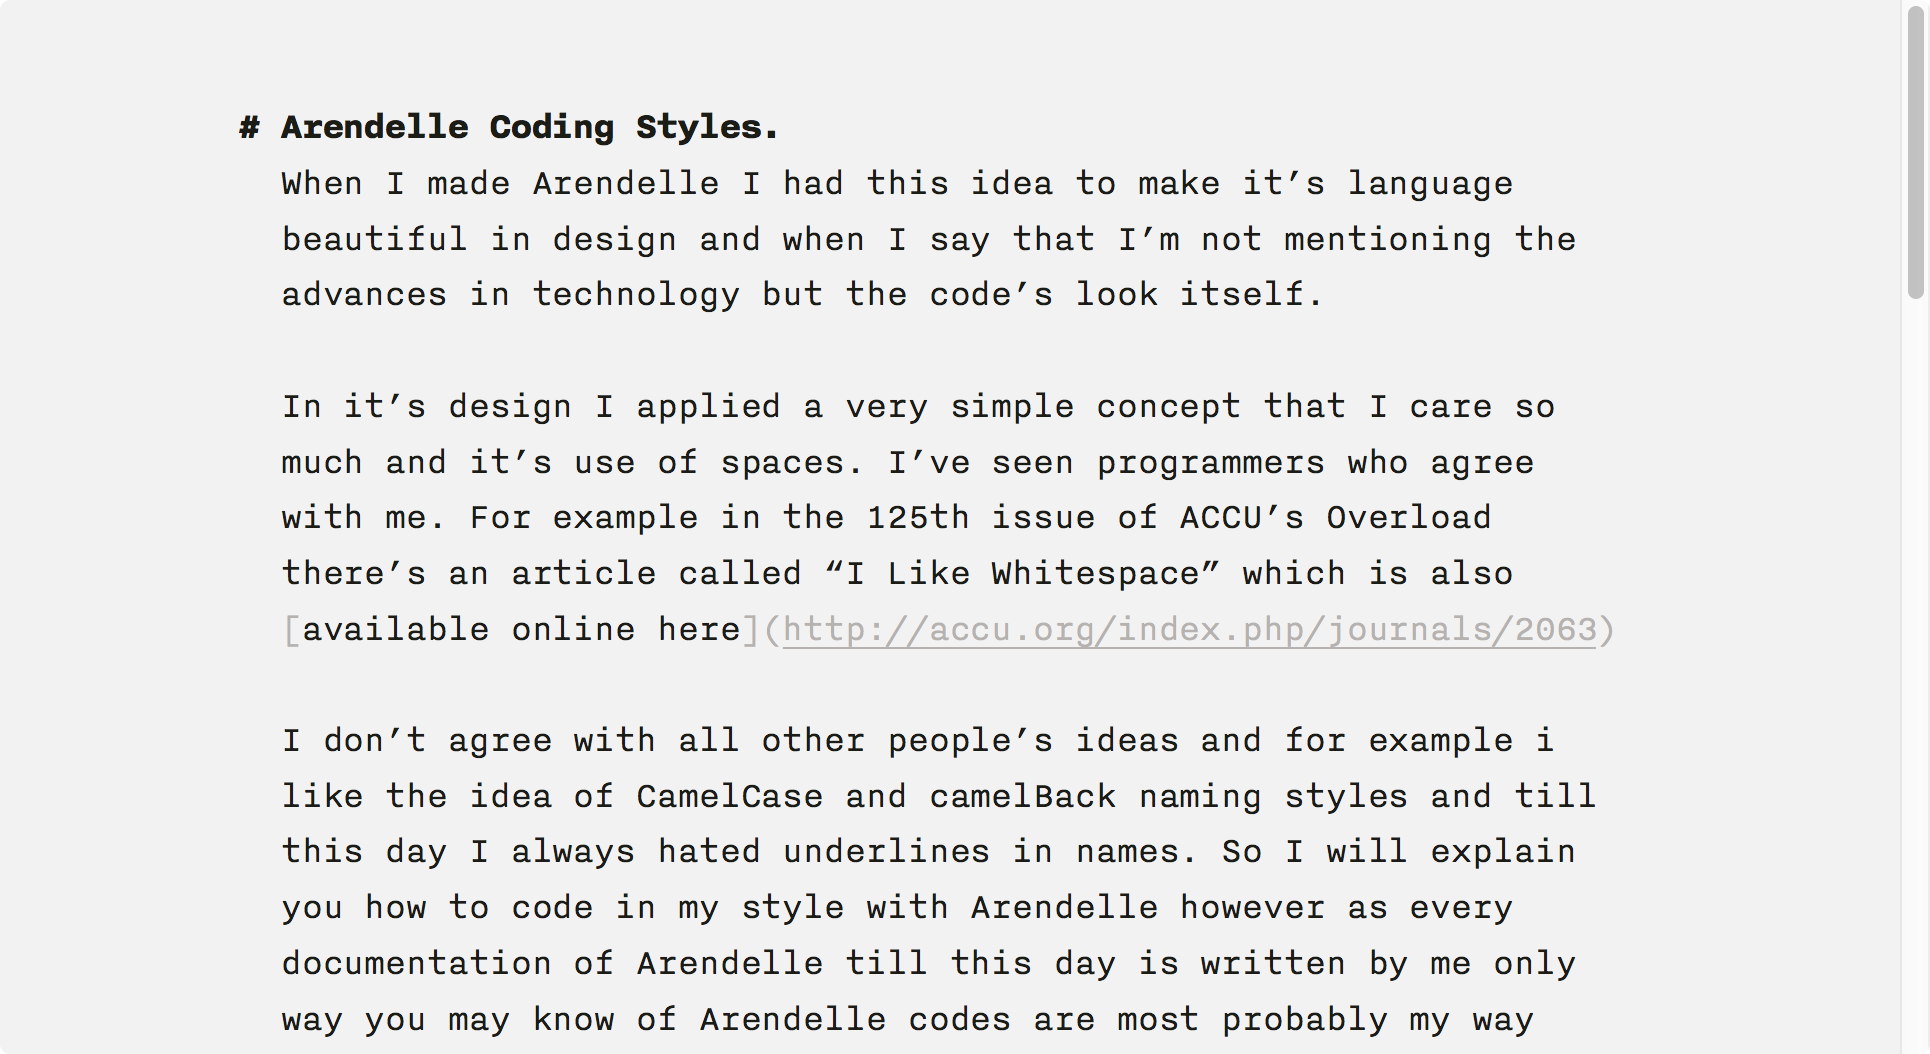 # Arendelle Coding Styles.
When I made Arendelle I had this idea to make it’s language
beautiful in design and when I say that I’m not mentioning the
advances in technology but the code’s look itself.
In it’s design I applied a very simple concept that I care so
much and it’s use of spaces. I’ve seen programmers who agree
with me. For example in the 125th issue of ACCU’s Overload
there’s an article called “I Like Whitespace” which is also
[available online here](http://accu.org/index.php/journals/2063)
I don’t agree with all other people’s ideas and for example i
like the idea of CamelCase and camelBack naming styles and till
this day I always hated underlines in names. So I will explain
you how to code in my style with Arendelle however as every
documentation of Arendelle till this day is written by me only
way you may know of Arendelle codes are most probably my way